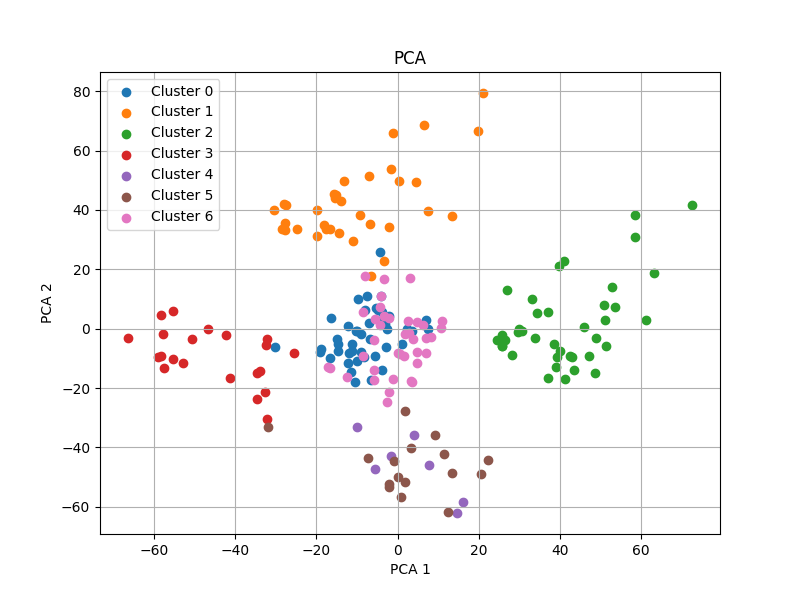 PCA
Cluster 0
Cluster 1
Cluster 2
Cluster 3
Cluster 4
Cluster 5
Cluster 6
80
60
40
20
0
−20
−40
−60
PCA 2
−60 −40 −20 0 20 40 60
PCA 1